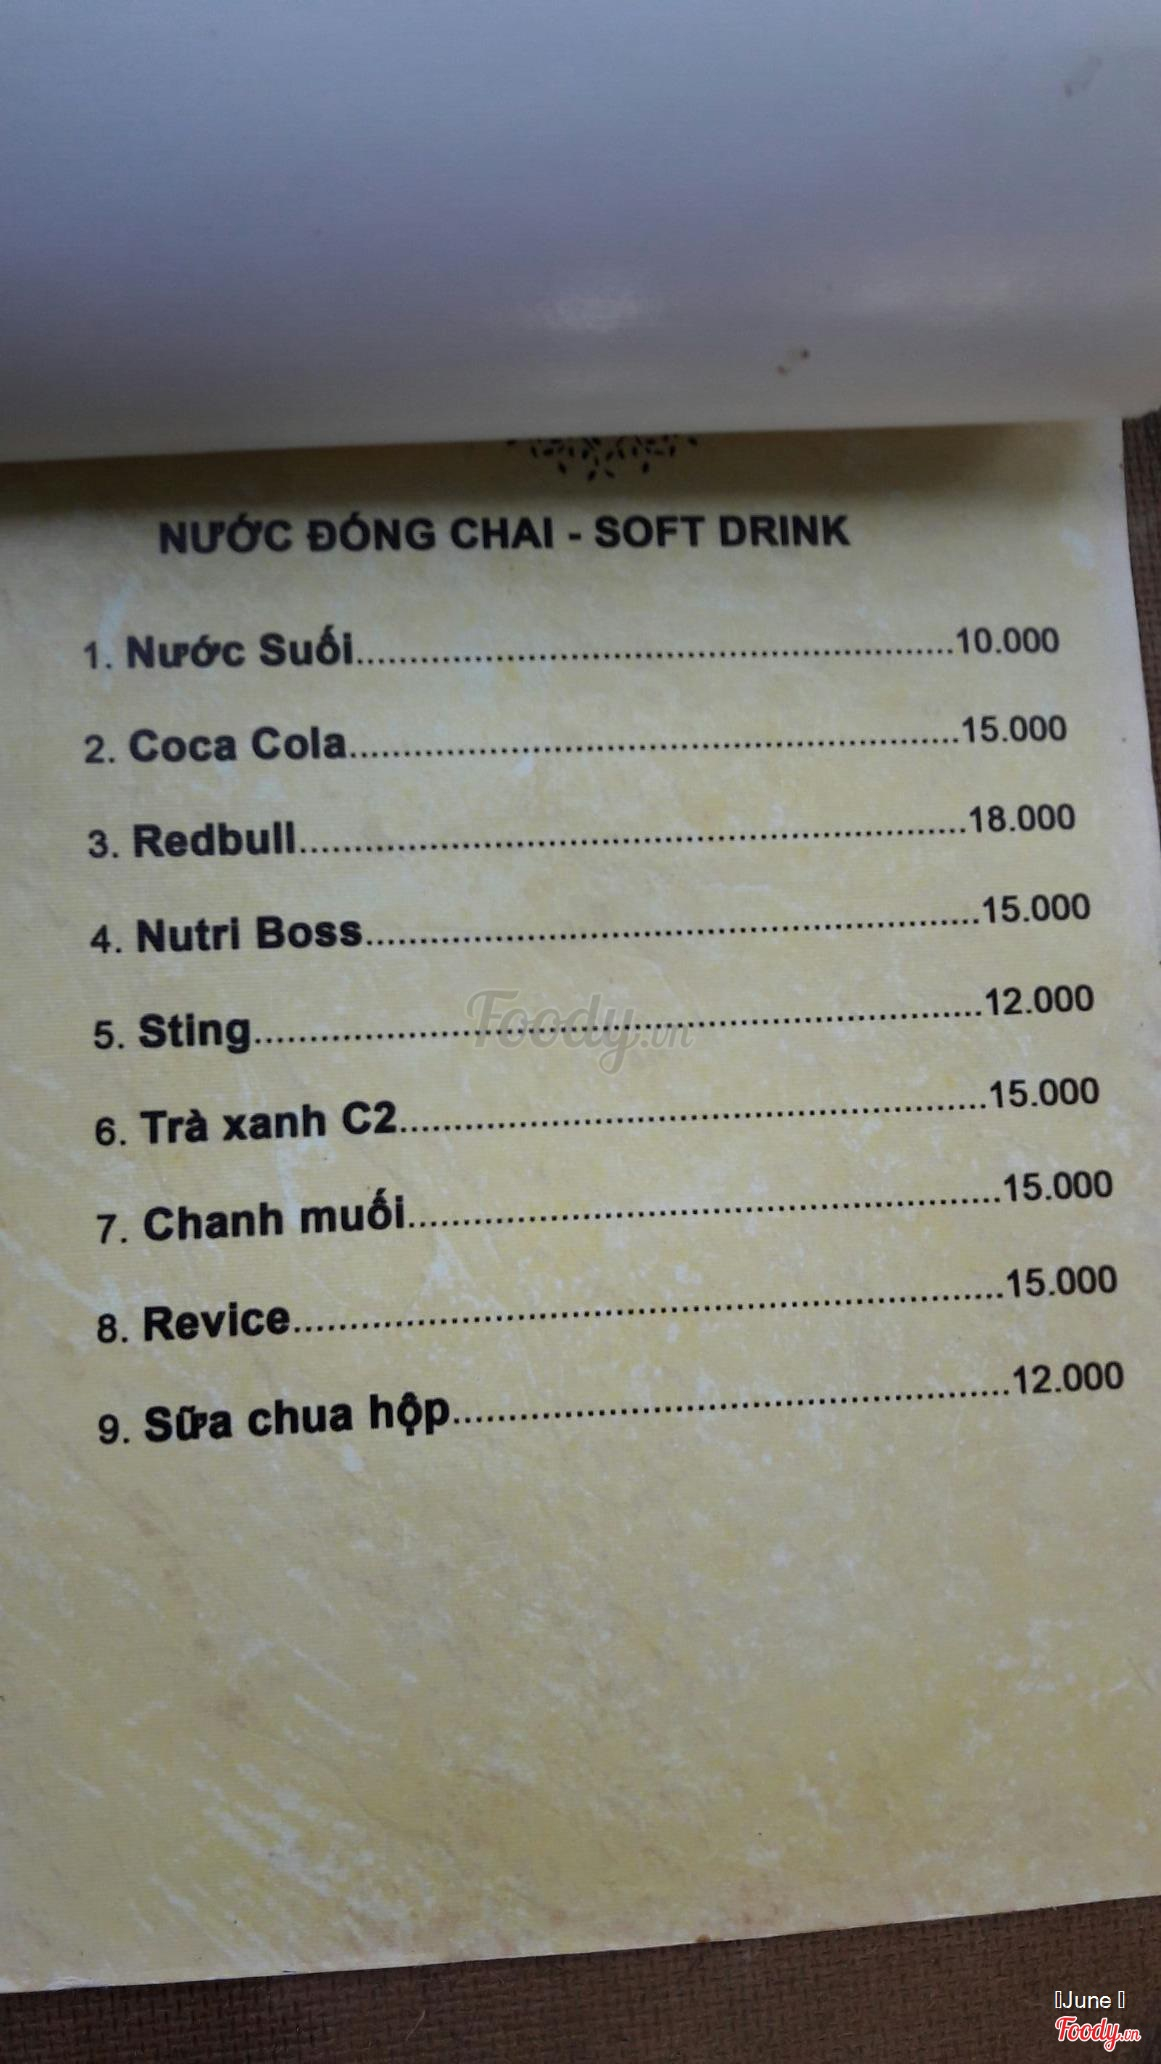 NƯỚC ĐÓNG CHAI - SOFT DRINK
1. Nước Suối..........................................................10.000
2. Coca Cola..........................................................15.000
3. Redbull..........................................................18.000
4. Nutri Boss..........................................................15.000
5. Sting..........................................................12.000
6. Trà xanh C2..........................................................15.000
7. Chanh muối..........................................................15.000
8. Revice..........................................................15.000
9. Sữa chua hộp..........................................................12.000
Foody.vn
June
Foody.vn